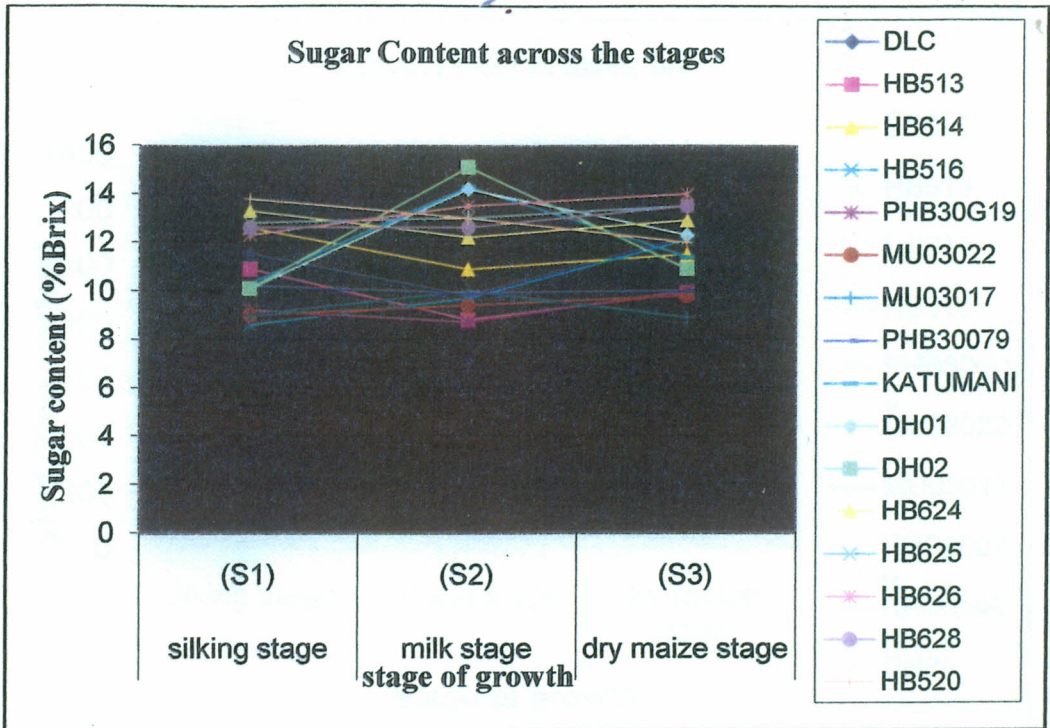 Sugar Content across the stages
Sugar content (%Brix)
16
14
12
10
8
6
4
2
0
(S1) (S2) (S3)
silking stage milk stage dry maize stage
stage of growth
DLC
HB513
HB614
HB516
PHB30G19
MU03022
MU03017
PHB30079
KATUMANI
DH01
DH02
HB624
HB625
HB626
HB628
HB520